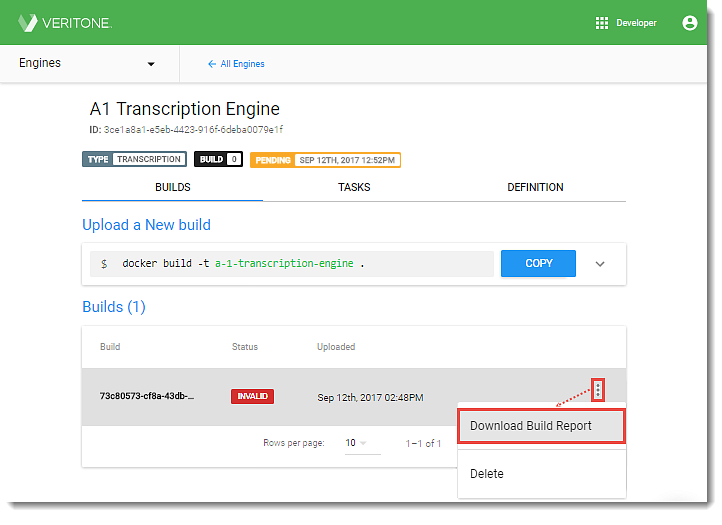 VERITONE
Developer
Engines
← All Engines
A1 Transcription Engine
ID: 3ce1a8a1-e5eb-4423-916f-6deba0079e1f
TYPE TRANSCRIPTION BUILD 0 PENDING SEP 12TH, 2017 12:52PM
BUILDS TASKS DEFINITION
Upload a New build
$ docker build -t a-1-transcription-engine .
COPY
Builds (1)
Build Status Uploaded
73c80573-cf8a-43db-... INVALID Sep 12th, 2017 02:48PM
Rows per page: 10 1–1 of 1
Download Build Report
Delete